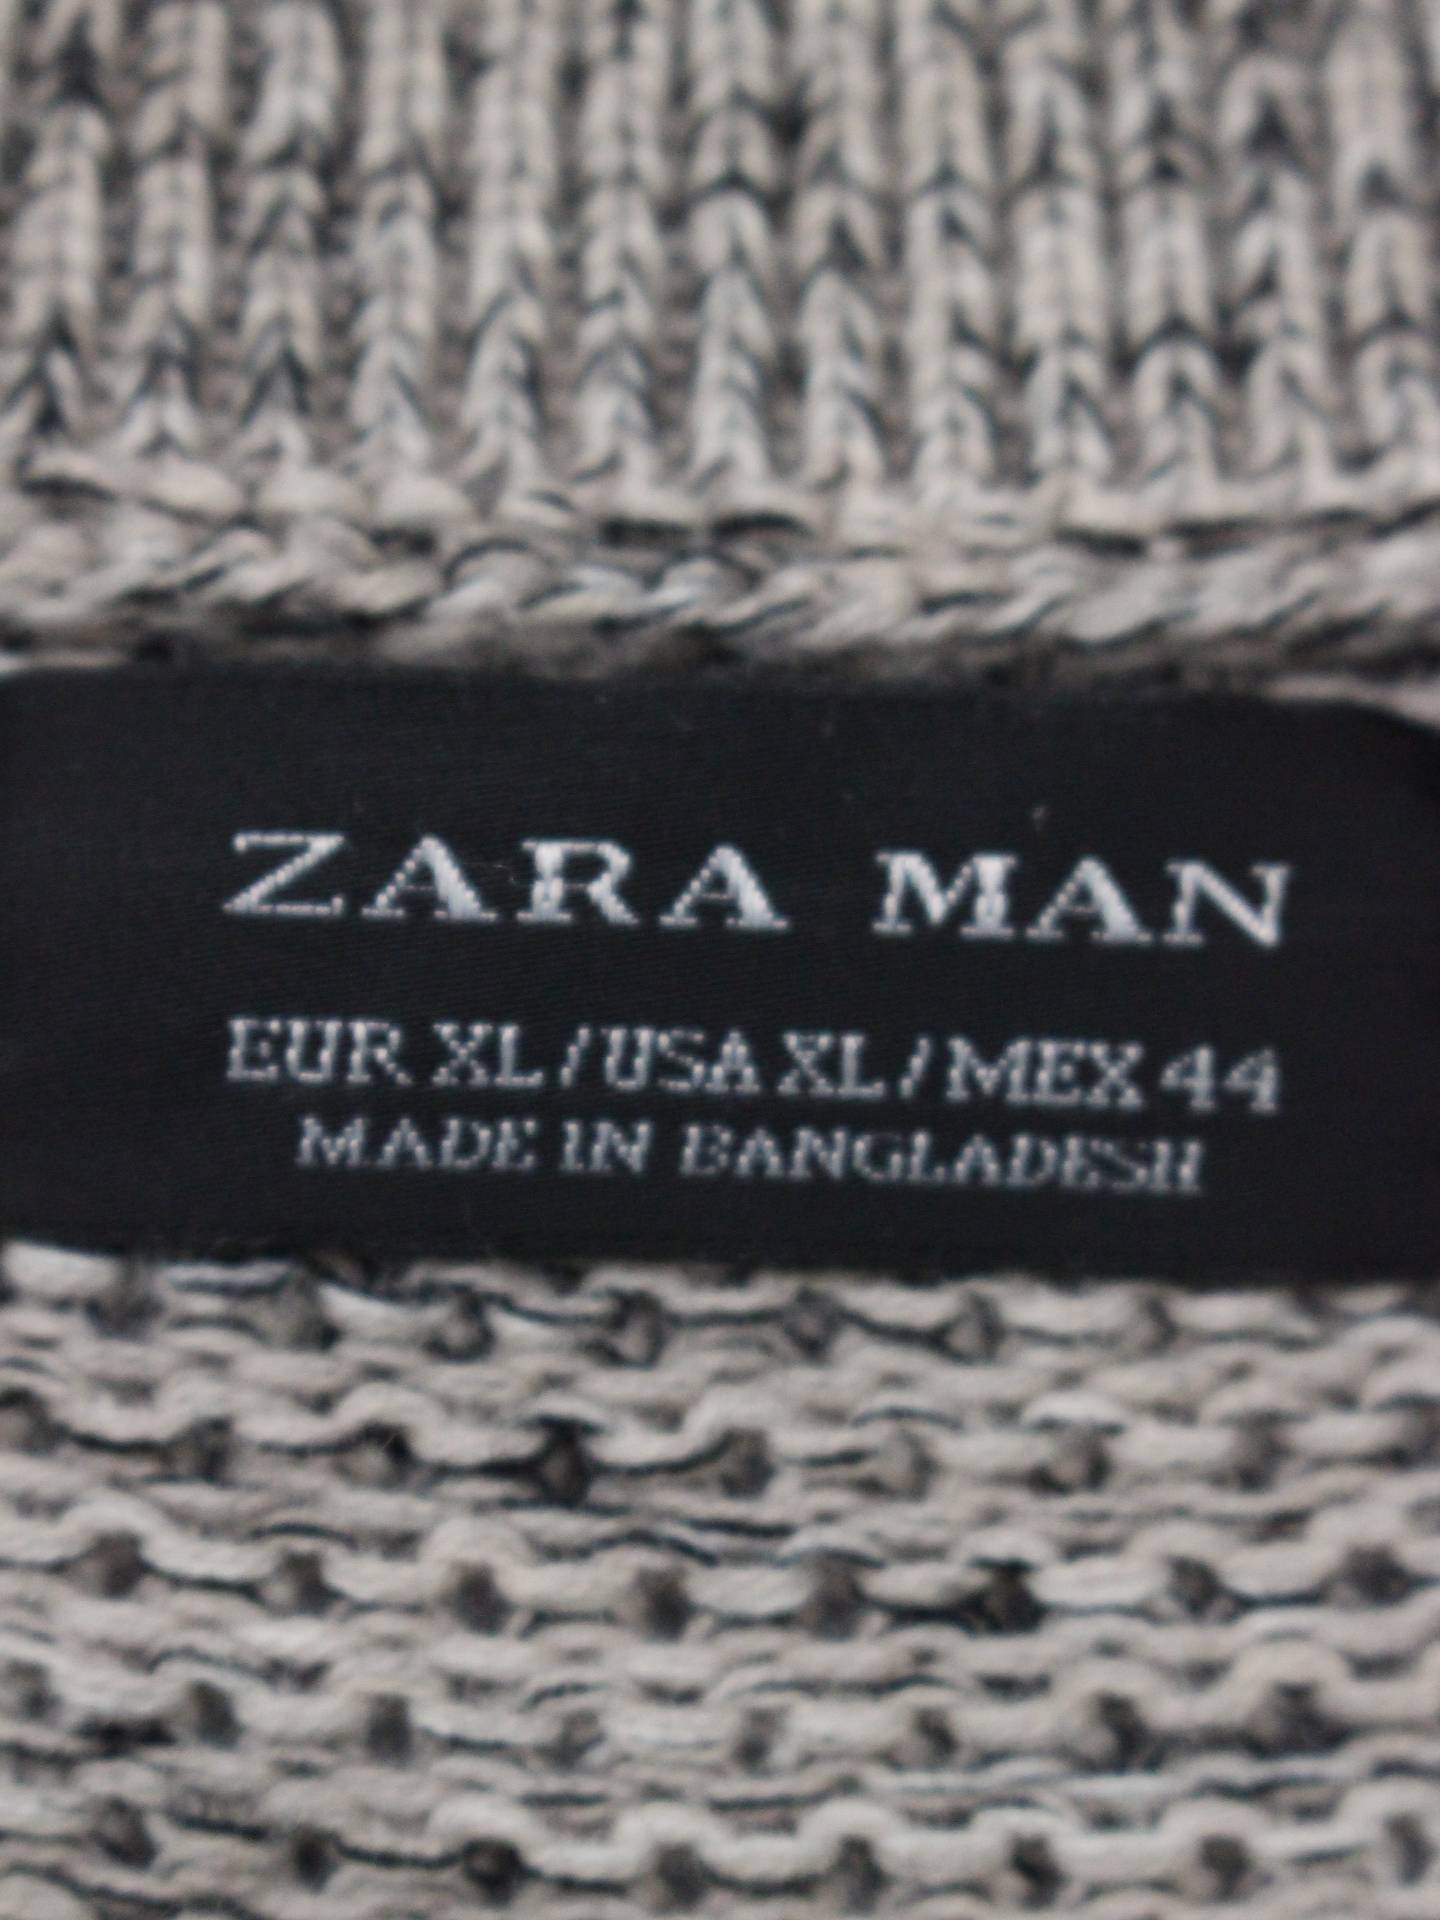 ZARA MAN
EUR XL / USA XL / MEX 44
MADE IN BANGLADESH